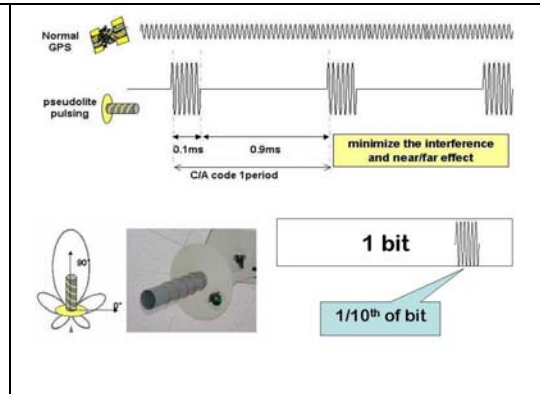 Normal
GPS
pseudolite
pulsing
0.1ms
0.9ms
C/A code 1period
minimize the interference
and near/far effect
90°
0°
1 bit
1/10th of bit